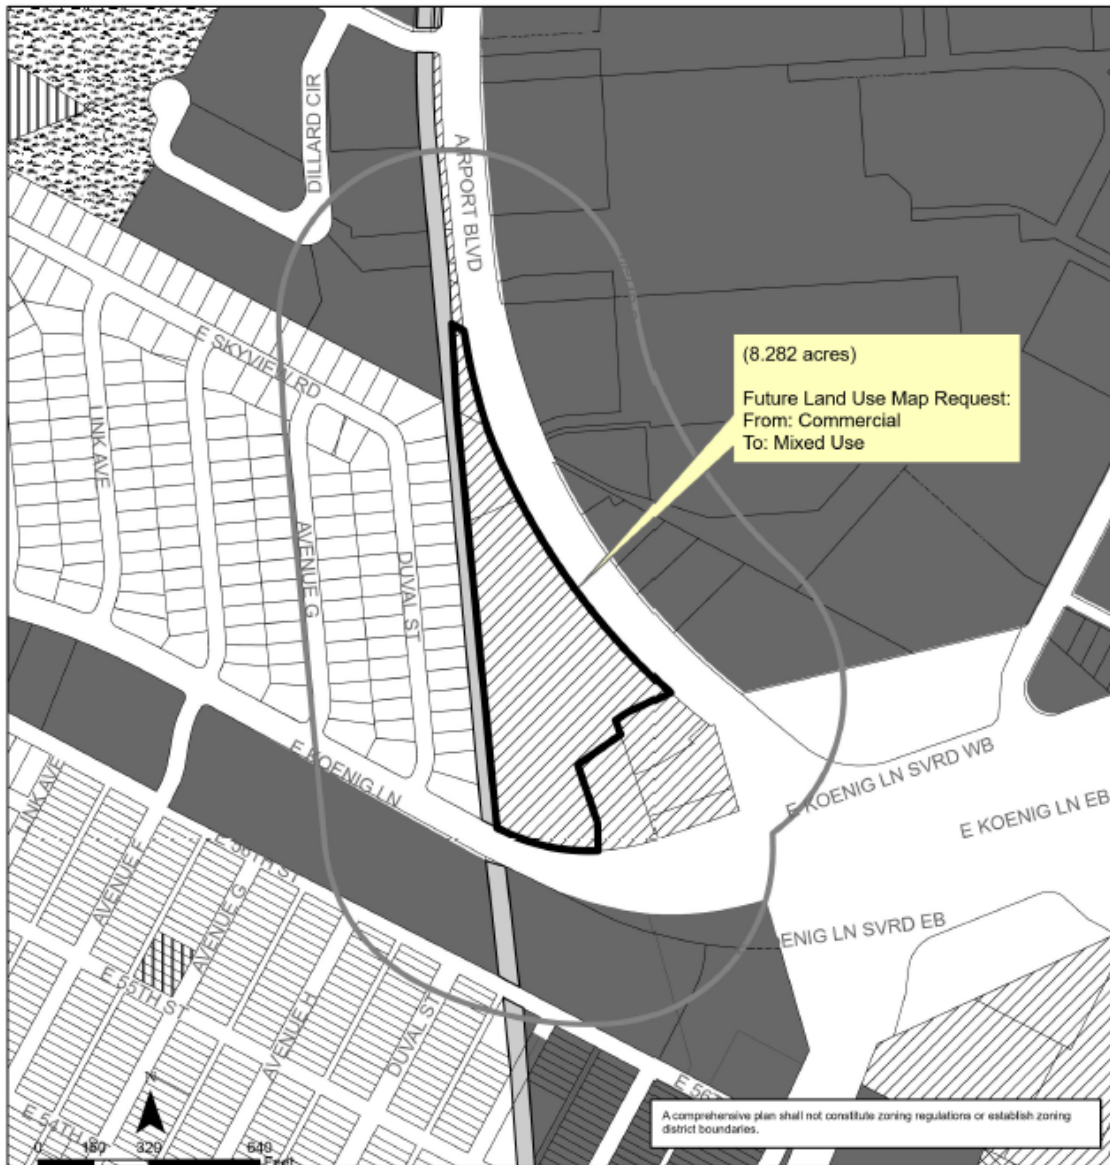 DILLARD CIR
AIRPORT BLVD
E SKYVIEW RD
LINK AVE
AVENUE G
DUVAL ST
(8.282 acres)
Future Land Use Map Request:
From: Commercial
To: Mixed Use
E KOENIG LN
E KOENIG LN SVRD WB
E KOENIG LN EB
ENIG LN SVRD EB
LINK AVE
AVENUE F
E 56TH ST
AVENUE G
E 55TH ST
AVENUE H
DUVAL ST
E 56T
E 54TH
N
A comprehensive plan shall not constitute zoning regulations or establish zoning
district boundaries.
0 160 320 640
Feet